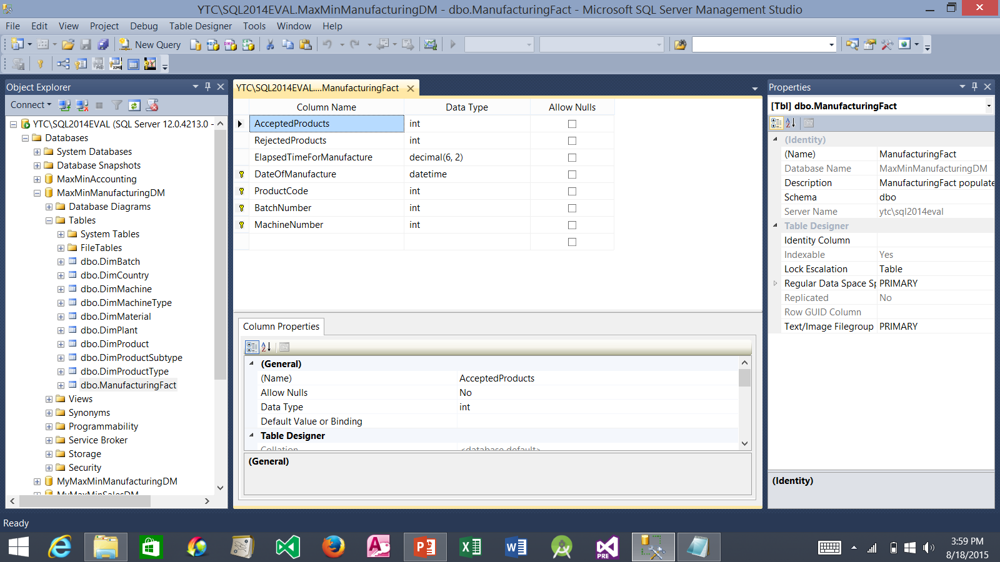 YTC\SQL2014EVAL.MaxMinManufacturingDM - dbo.ManufacturingFact - Microsoft SQL Server Management Studio
File Edit View Project Debug Table Designer Tools Window Help
New Query
Object Explorer
Connect
YTC\SQL2014EVAL (SQL Server 12.0.4213.0 -
Databases
System Databases
Database Snapshots
MaxMinAccounting
MaxMinManufacturingDM
Database Diagrams
Tables
System Tables
FileTables
dbo.DimBatch
dbo.DimCountry
dbo.DimMachine
dbo.DimMachineType
dbo.DimMaterial
dbo.DimPlant
dbo.DimProduct
dbo.DimProductSubtype
dbo.DimProductType
dbo.ManufacturingFact
Views
Synonyms
Programmability
Service Broker
Storage
Security
MyMaxMinManufacturingDM
MyMaxMinSalesDM
YTC\SQL2014EVAL....ManufacturingFact
Column Name Data Type Allow Nulls
AcceptedProducts int
RejectedProducts int
ElapsedTimeForManufacture decimal(6, 2)
DateOfManufacture datetime
ProductCode int
BatchNumber int
MachineNumber int
Column Properties
(General)
(Name) AcceptedProducts
Allow Nulls No
Data Type int
Default Value or Binding
Table Designer
Collation <database default>
(General)
Properties
[Tbl] dbo.ManufacturingFact
(Identity)
(Name) ManufacturingFact
Database Name MaxMinManufacturingDM
Description ManufacturingFact populate
Schema dbo
Server Name ytc\sql2014eval
Table Designer
Identity Column
Indexable Yes
Lock Escalation Table
Regular Data Space Sp PRIMARY
Replicated No
Row GUID Column
Text/Image Filegroup PRIMARY
(Identity)
Ready
3:59 PM
8/18/2015